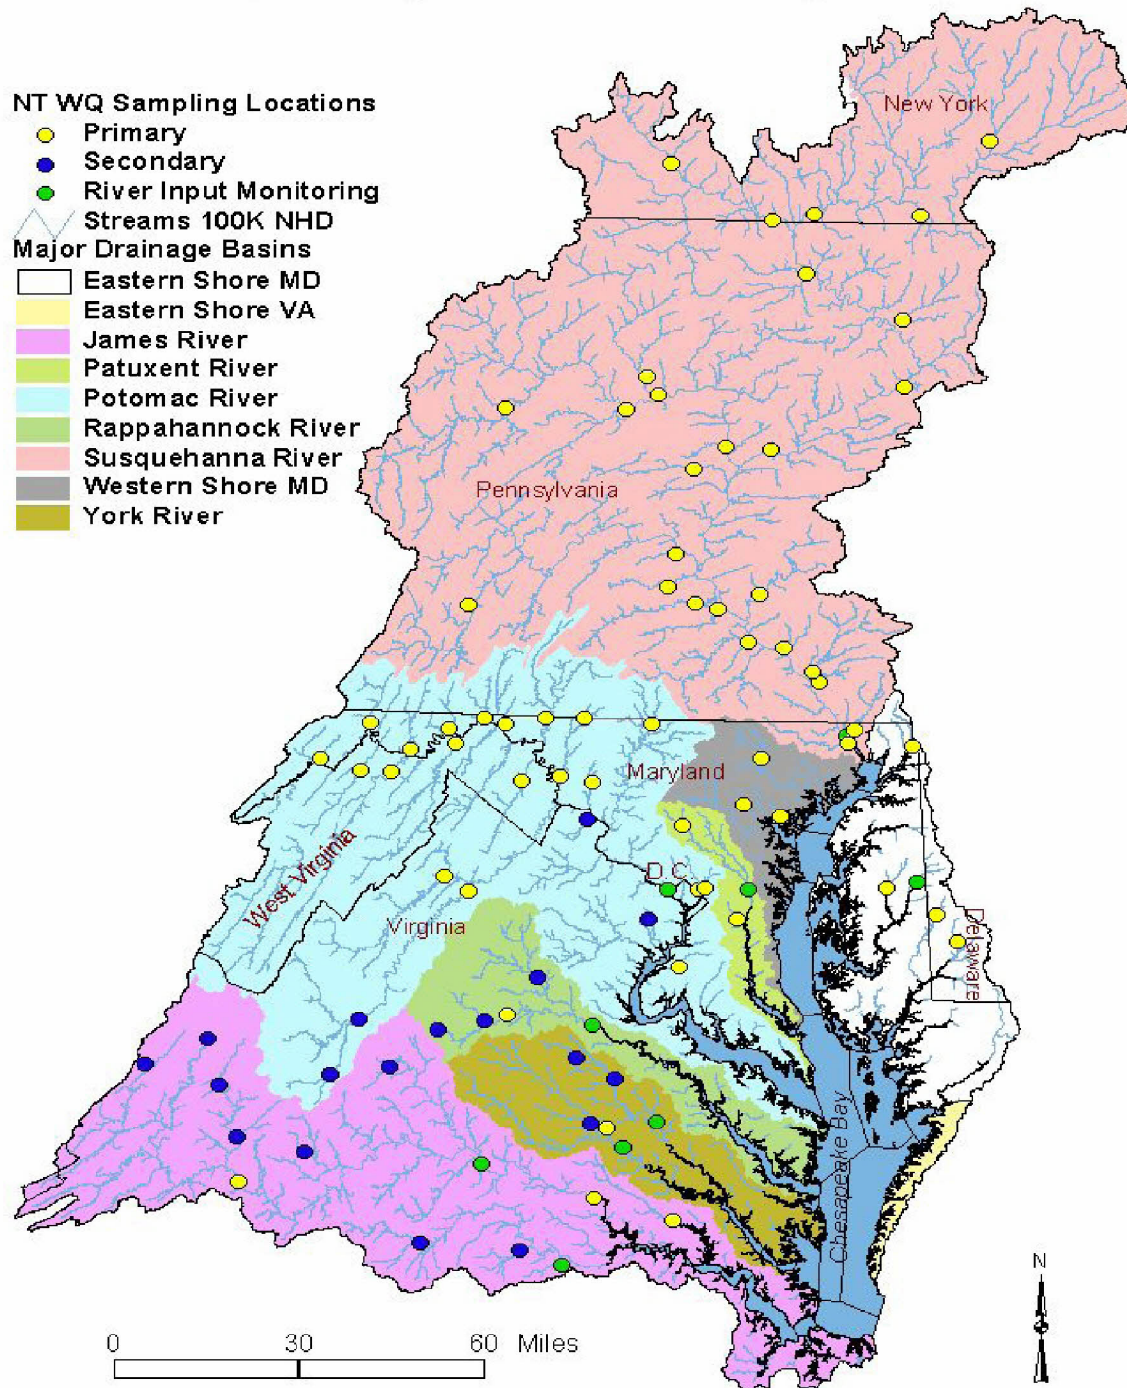 NT WQ Sampling Locations
Primary
Secondary
River Input Monitoring
Streams 100K NHD
Major Drainage Basins
Eastern Shore MD
Eastern Shore VA
James River
Patuxent River
Potomac River
Rappahannock River
Susquehanna River
Western Shore MD
York River
New York
Pennsylvania
Maryland
West Virginia
D.C.
Virginia
Delaware
Chesapeake Bay
N
0 30 60 Miles